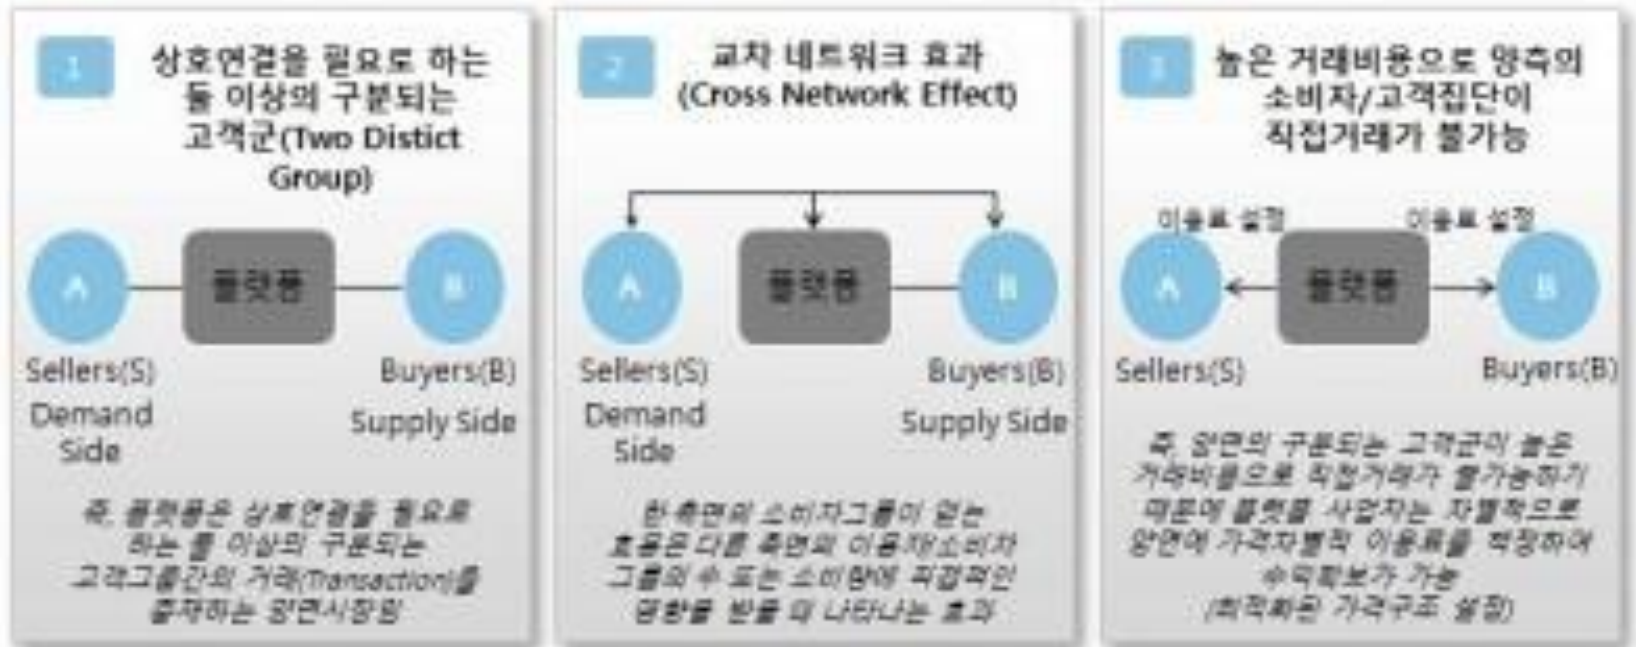 1
상호연결을 필요로 하는
둘 이상의 구분되는
고객군(Two Distict
Group)
A
플랫폼
B
Sellers(S)
Buyers(B)
Demand
Side
Supply Side
즉, 플랫폼은 상호연결을 필요로
하는 둘 이상의 구분되는
고객그룹간의 거래(Transaction)를
중재하는 양면시장임
2
교차 네트워크 효과
(Cross Network Effect)
A
플랫폼
B
Sellers(S)
Buyers(B)
Demand
Side
Supply Side
한 측면의 소비자그룹이 얻는
효용은 다른 측면의 이용자/소비자
그룹의 수 또는 소비량에 직접적인
영향을 받을 때 나타나는 효과
3
높은 거래비용으로 양측의
소비자/고객집단이
직접거래가 불가능
이용료 설정
이용료 설정
A
플랫폼
B
Sellers(S)
Buyers(B)
즉, 양면의 구분되는 고객군이 높은
거래비용으로 직접거래가 불가능하기
때문에 플랫폼 사업자는 차별적으로
양면에 가격차별적 이용료를 책정하여
수익확보가 가능
(최적화된 가격구조 설정)